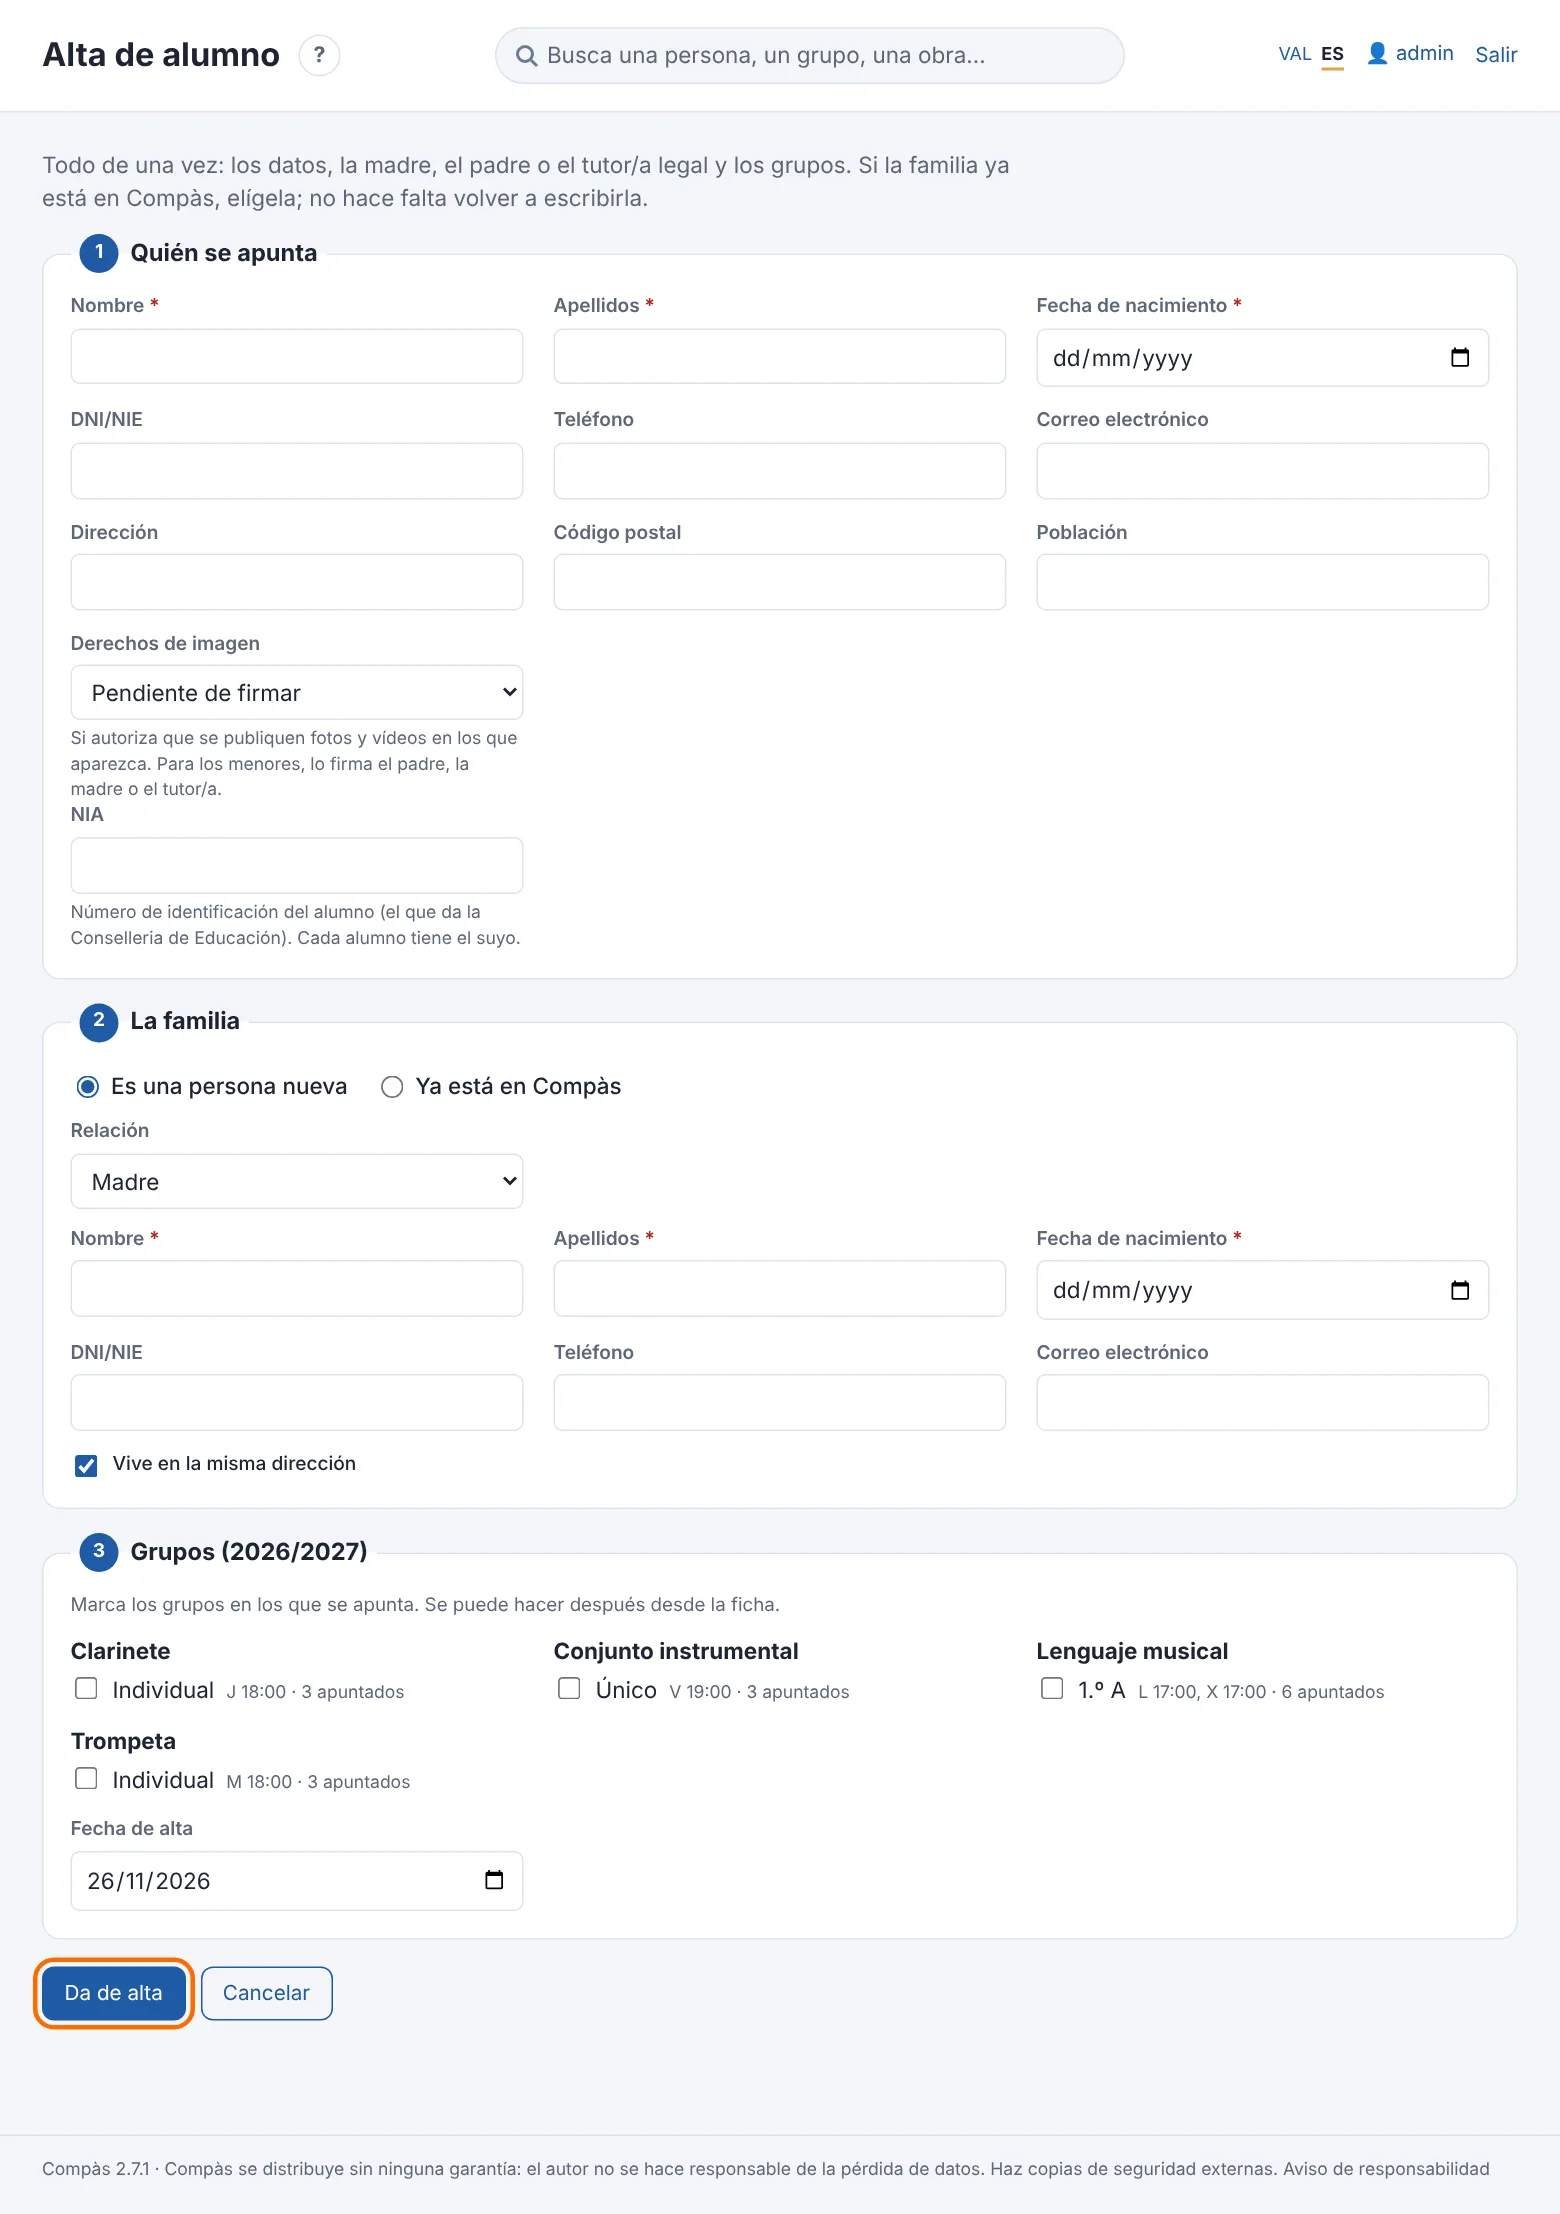 Alta de alumno ?
Busca una persona, un grupo, una obra...
VAL ES admin Salir
Todo de una vez: los datos, la madre, el padre o el tutor/a legal y los grupos. Si la familia ya
está en Compàs, elígela; no hace falta volver a escribirla.
1 Quién se apunta
Nombre * Apellidos * Fecha de nacimiento *
dd/mm/yyyy
DNI/NIE Teléfono Correo electrónico
Dirección Código postal Población
Derechos de imagen
Pendiente de firmar
Si autoriza que se publiquen fotos y vídeos en los que
aparezca. Para los menores, lo firma el padre, la
madre o el tutor/a.
NIA
Número de identificación del alumno (el que da la
Conselleria de Educación). Cada alumno tiene el suyo.
2 La familia
Es una persona nueva Ya está en Compàs
Relación
Madre
Nombre * Apellidos * Fecha de nacimiento *
dd/mm/yyyy
DNI/NIE Teléfono Correo electrónico
Vive en la misma dirección
3 Grupos (2026/2027)
Marca los grupos en los que se apunta. Se puede hacer después desde la ficha.
Clarinete Conjunto instrumental Lenguaje musical
Individual J 18:00 · 3 apuntados Único V 19:00 · 3 apuntados 1.º A L 17:00, X 17:00 · 6 apuntados
Trompeta
Individual M 18:00 · 3 apuntados
Fecha de alta
26/11/2026
Da de alta Cancelar
Compàs 2.7.1 · Compàs se distribuye sin ninguna garantía: el autor no se hace responsable de la pérdida de datos. Haz copias de seguridad externas. Aviso de responsabilidad